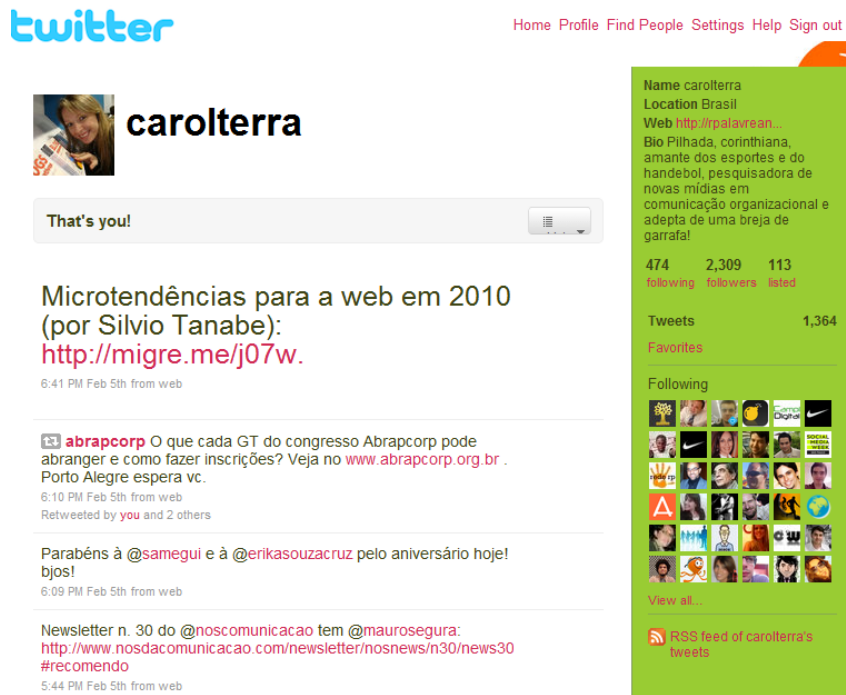 twitter
Home Profile Find People Settings Help Sign out
carolterra
That's you!
Microtendências para a web em 2010
(por Silvio Tanabe):
http://migre.me/j07w.
6:41 PM Feb 5th from web
abrapcorp O que cada GT do congresso Abrapcorp pode
abranger e como fazer inscrições? Veja no www.abrapcorp.org.br .
Porto Alegre espera vc.
6:10 PM Feb 5th from web
Retweeted by you and 2 others
Parabéns à @samegui e à @erikasouzacruz pelo aniversário hoje!
bjos!
6:09 PM Feb 5th from web
Newsletter n. 30 do @noscomunicacao tem @maurosegura:
http://www.nosdacomunicacao.com/newsletter/nosnews/n30/news30
#recomendo
5:44 PM Feb 5th from web
Name carolterra
Location Brasil
Web http://rpalavrean...
Bio Pilhada, corinthiana,
amante dos esportes e do
handebol, pesquisadora de
novas mídias em
comunicação organizacional e
adepta de uma breja de
garrafa!
474 2,309 113
following followers listed
Tweets 1,364
Favorites
Following
SOCIAL
MEDIA
WEEK
View all...
RSS feed of carolterra's
tweets